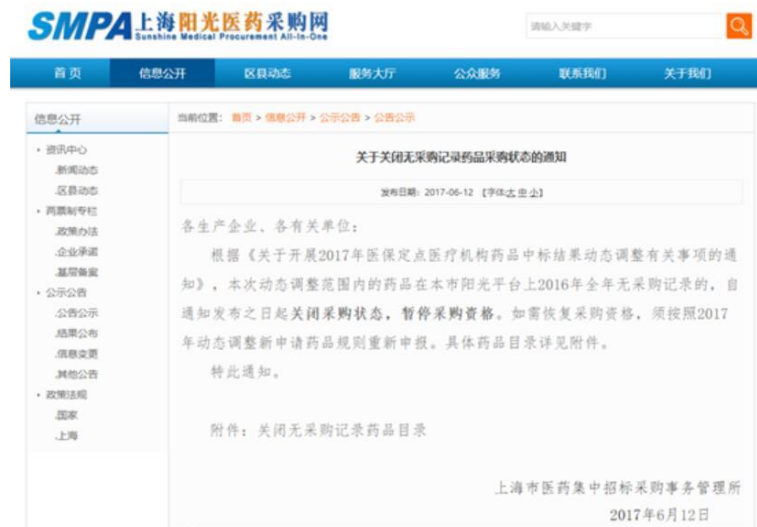 SMPA上海阳光医药采购网
Sunshine Medical Procurement All-In-One
请输入关键字
首 页 信息公开 区县动态 服务大厅 公众服务 联系我们 关于我们
信息公开
当前位置: 首页 > 信息公开 > 公示公告 > 公告公示
• 资讯中心
.新闻动态
.区县动态
• 两票制专栏
.政策办法
.企业承诺
.基层备案
• 公示公告
.公告公示
.结果公布
.信息变更
.其他公告
• 政策法规
.国家
.上海
关于关闭无采购记录药品采购状态的通知
发布日期: 2017-06-12 【字体:大 中 小】
各生产企业、各有关单位:
根据《关于开展2017年医保定点医疗机构药品中标结果动态调整有关事项的通
知》, 本次动态调整范围内的药品在本市阳光平台上2016年全年无采购记录的, 自
通知发布之日起关闭采购状态, 暂停采购资格。如需恢复采购资格, 须按照2017
年动态调整新申请药品规则重新申报。具体药品目录详见附件。
特此通知。
附件: 关闭无采购记录药品目录
上海市医药集中招标采购事务管理所
2017年6月12日